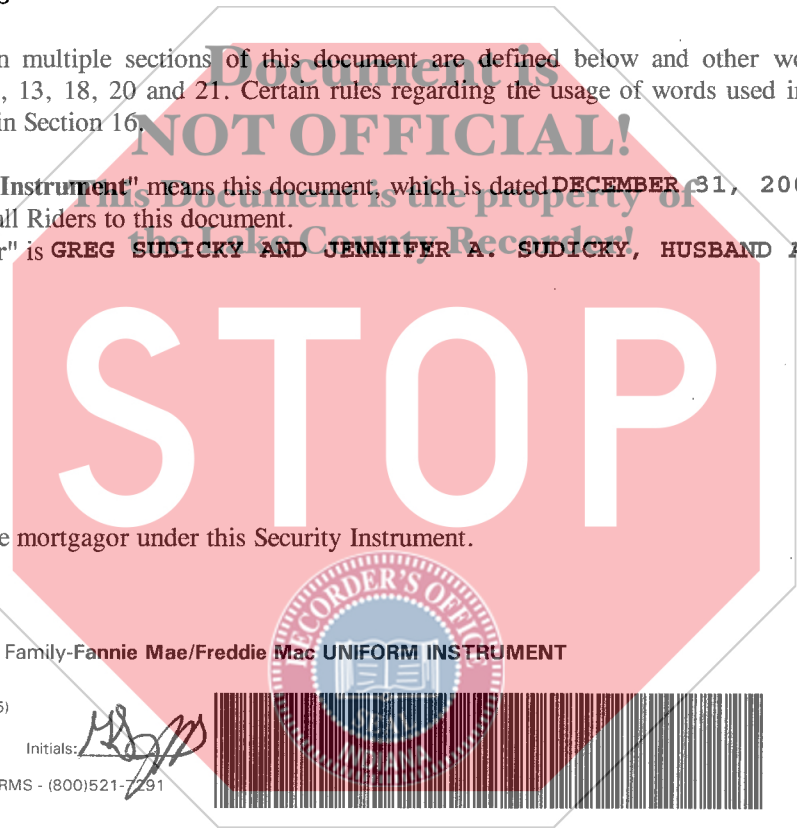 n multiple sections of this document are defined below and other wo
, 13, 18, 20 and 21. Certain rules regarding the usage of words used in
in Section 16.
Document is
NOT OFFICIAL!
This Document is the property of
the Lake County Recorder!
Instrument" means this document, which is dated DECEMBER 31, 200
all Riders to this document.
r" is GREG SUDICKY AND JENNIFER A. SUDICKY, HUSBAND A
STOP
e mortgagor under this Security Instrument.
RECORDER'S OFFICE
SEAL
INDIANA
Family-Fannie Mae/Freddie Mac UNIFORM INSTRUMENT
5)
Initials:
RMS - (800)521-7291